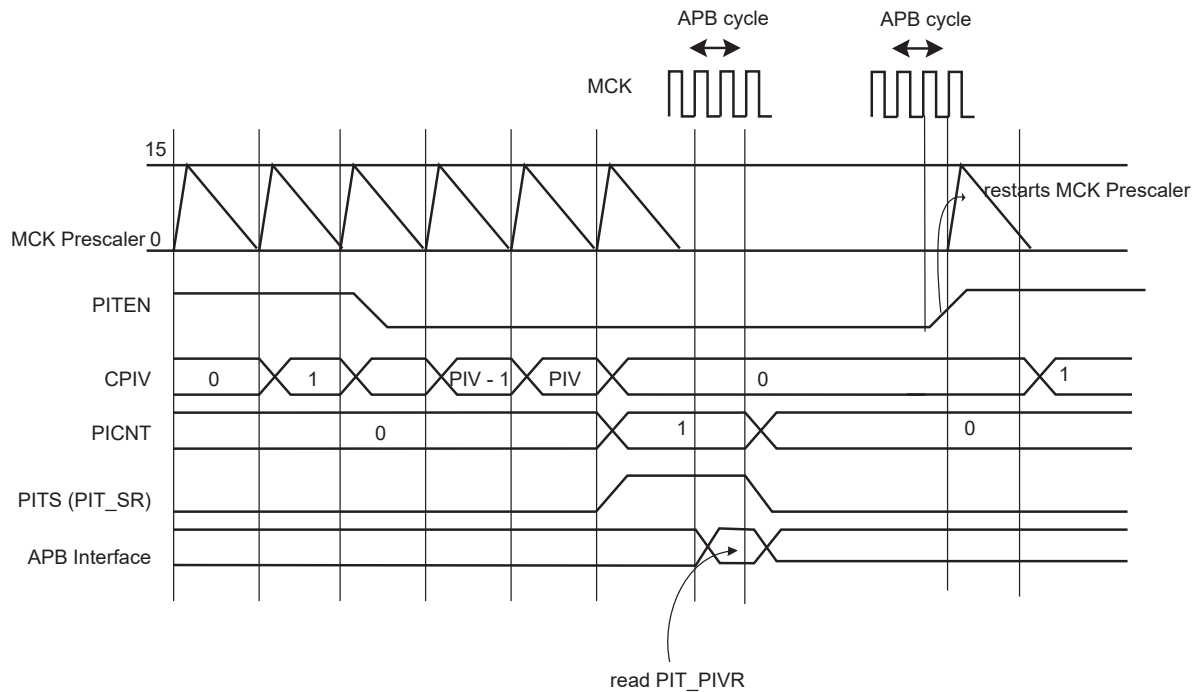 APB cycle APB cycle
MCK
15
restarts MCK Prescaler
MCK Prescaler 0
PITEN
CPIV 0 1 PIV - 1 PIV 0 1
PICNT 0 1 0
PITS (PIT_SR)
APB Interface
read PIT_PIVR